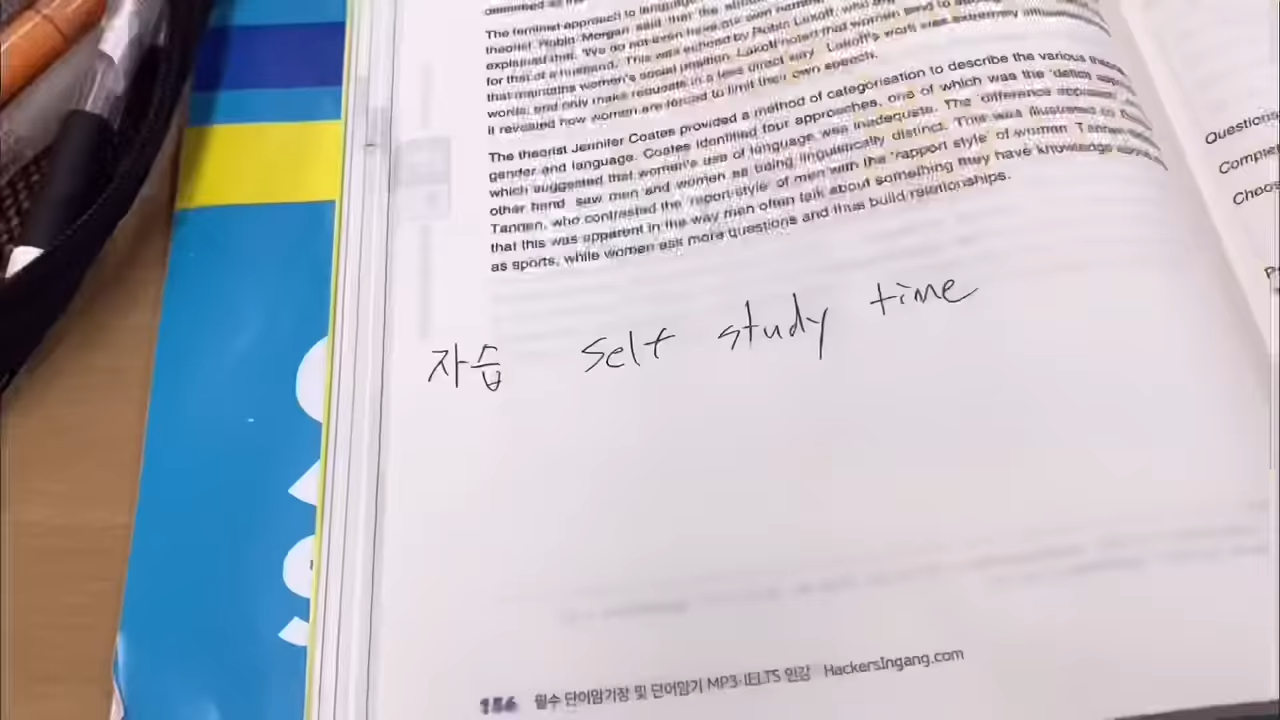 The feminist approach to language
theorist Robin Morgan said that the
explained that, 'We do not even have our own names
for that of a husband.' This was echoed by Robin Lakoff, who
that maintains women's social position. Lakoff noted that women tend to
words, and only make requests in a less direct way. Lakoff's work was extremely
it revealed how women are forced to limit their own speech.
The theorist Jennifer Coates provided a method of categorisation to describe the various theories
gender and language. Coates identified four approaches, one of which was the 'deficit
which suggested that women's use of language was inadequate. The 'difference approach'
other hand saw men and women as being linguistically distinct. This was illustrated
Tannen, who contrasted the 'report style' of men with the 'rapport style' of women. Tannen
that this was apparent in the way men often talk about something they have knowledge
as sports, while women ask more questions and thus build relationships.
자습 Self study time
156 필수 단어암기장 및 단어암기 MP3·IELTS 인강 HackersIngang.com
Questions